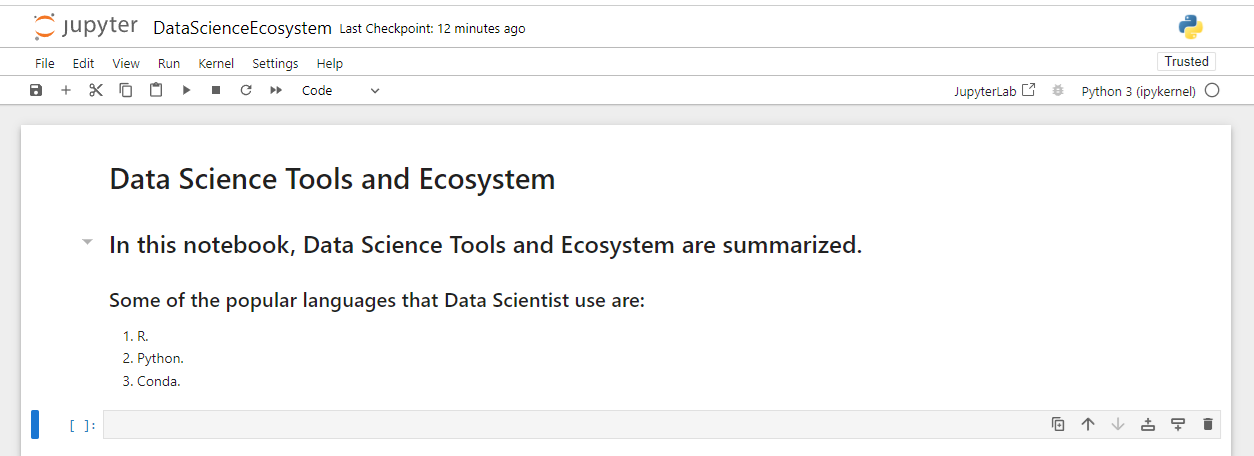 jupyter DataScienceEcosystem Last Checkpoint: 12 minutes ago
File Edit View Run Kernel Settings Help
Trusted
Code
JupyterLab Python 3 (ipykernel)
Data Science Tools and Ecosystem
In this notebook, Data Science Tools and Ecosystem are summarized.
Some of the popular languages that Data Scientist use are:
1. R.
2. Python.
3. Conda.
[ ]: